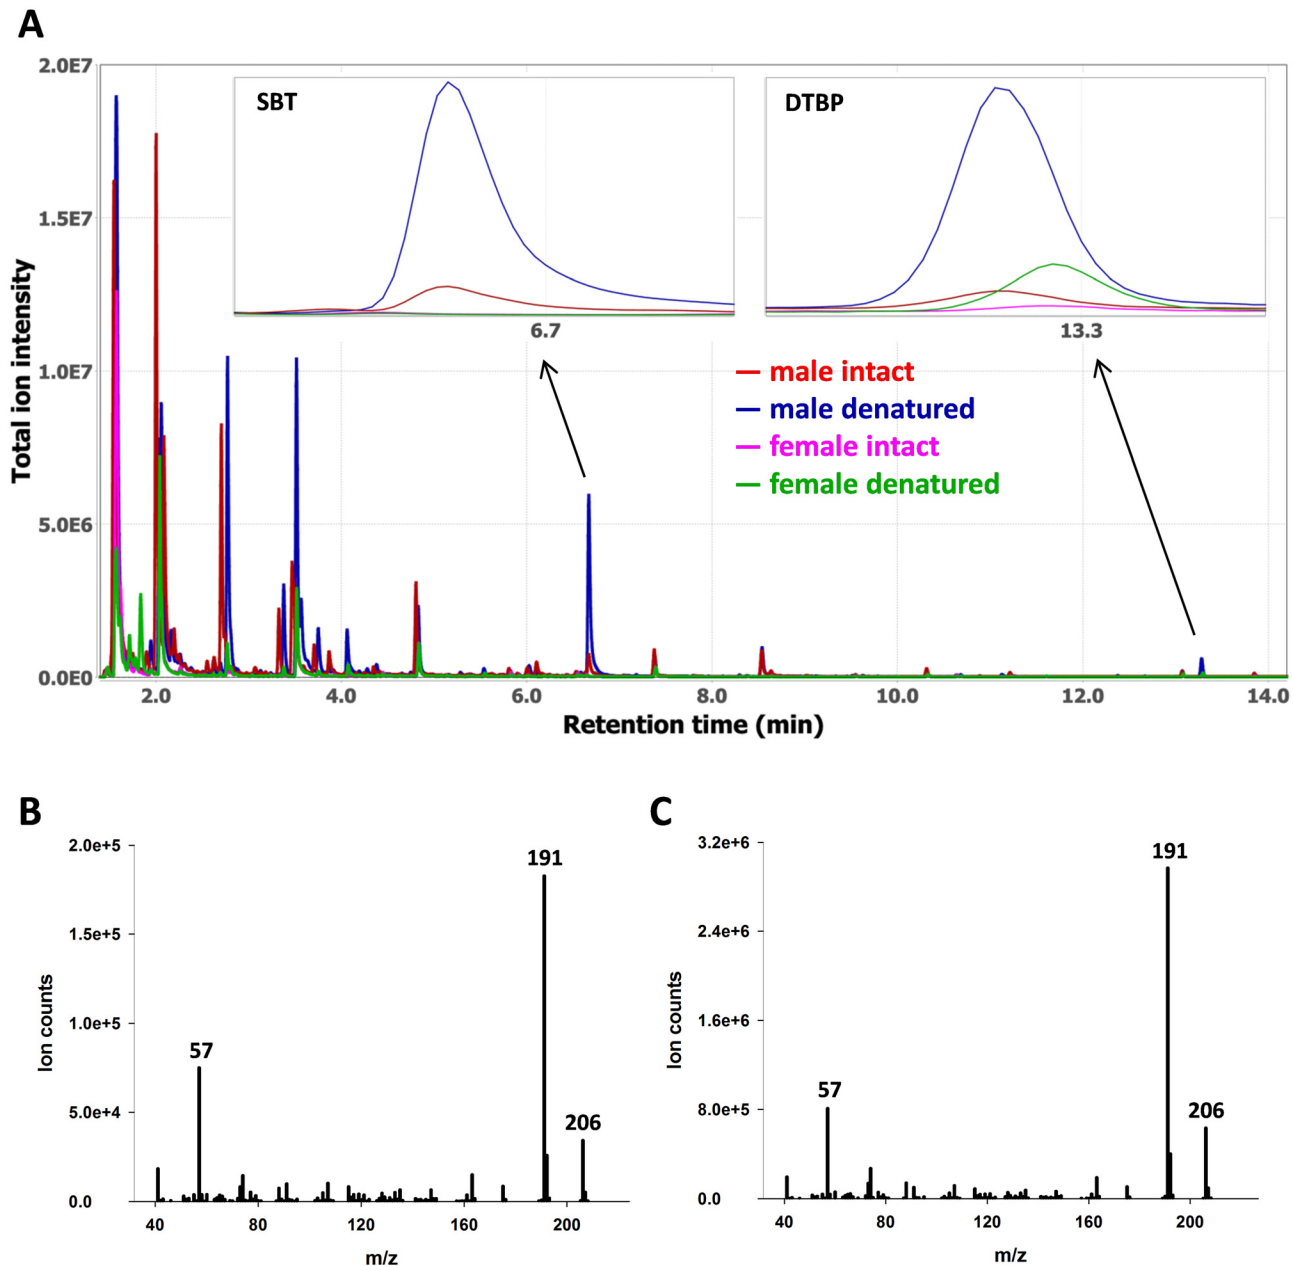 A
Total ion intensity
2.0E7
1.5E7
1.0E7
5.0E6
0.0E0
SBT
6.7
DTBP
13.3
male intact
male denatured
female intact
female denatured
2.0 4.0 6.0 8.0 10.0 12.0 14.0
Retention time (min)
B
Ion counts
2.0e+5
1.5e+5
1.0e+5
5.0e+4
0.0
57
191
206
40 80 120 160 200
m/z
C
Ion counts
3.2e+6
2.4e+6
1.6e+6
8.0e+5
0.0
57
191
206
40 80 120 160 200
m/z